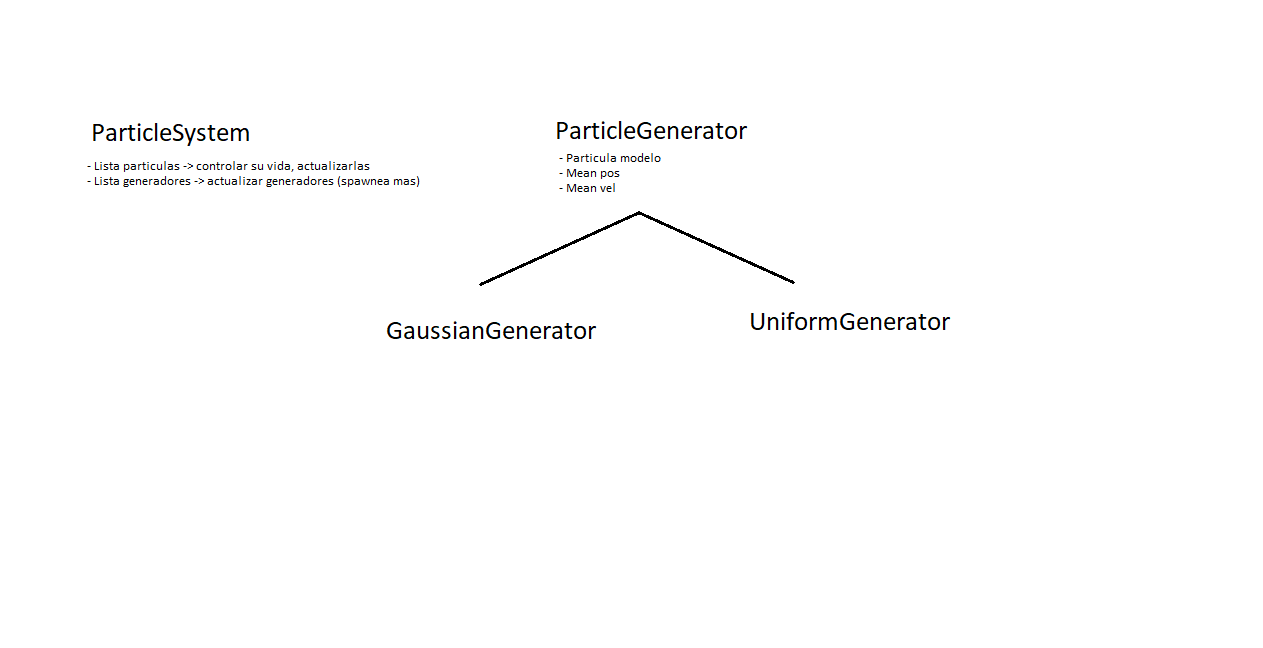 ParticleSystem
- Lista particulas -> controlar su vida, actualizarlas
- Lista generadores -> actualizar generadores (spawnea mas)
ParticleGenerator
- Particula modelo
- Mean pos
- Mean vel
GaussianGenerator
UniformGenerator